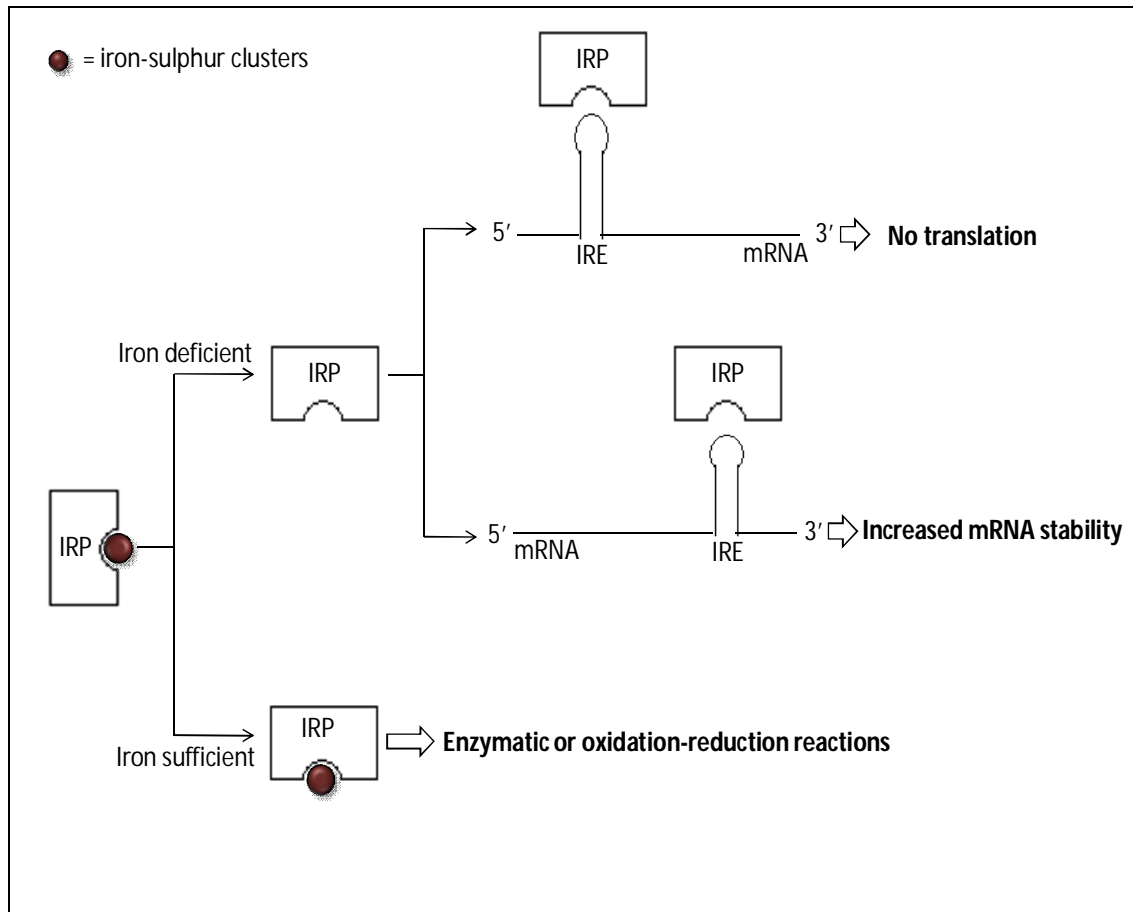 = iron-sulphur clusters
IRP
5′ 3′ No translation
IRE mRNA
Iron deficient
IRP
IRP
5′ 3′ Increased mRNA stability
mRNA IRE
IRP
Iron sufficient
IRP
Enzymatic or oxidation-reduction reactions